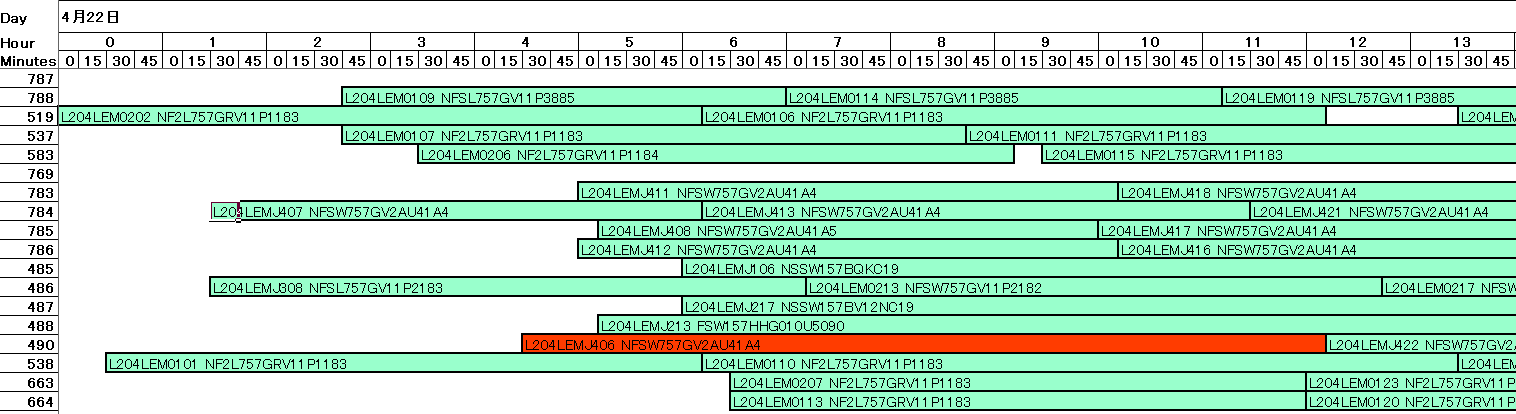 Day 4月22日
Hour 0 1 2 3 4 5 6 7 8 9 10 11 12 13
Minutes 0 15 30 45 0 15 30 45 0 15 30 45 0 15 30 45 0 15 30 45 0 15 30 45 0 15 30 45 0 15 30 45 0 15 30 45 0 15 30 45 0 15 30 45 0 15 30 45 0 15 30 45 0 15 30 45
787
788 L204LEM0109 NFSL757GV11P3885 L204LEM0114 NFSL757GV11P3885 L204LEM0119 NFSL757GV11P3885
519 L204LEM0202 NF2L757GRV11P1183 L204LEM0106 NF2L757GRV11P1183 L204LEM
537 L204LEM0107 NF2L757GRV11P1183 L204LEM0111 NF2L757GRV11P1183
583 L204LEM0206 NF2L757GRV11P1184 L204LEM0115 NF2L757GRV11P1183
769
783 L204LEMJ411 NFSW757GV2AU41A4 L204LEMJ418 NFSW757GV2AU41A4
784 L204LEMJ407 NFSW757GV2AU41A4 L204LEMJ413 NFSW757GV2AU41A4 L204LEMJ421 NFSW757GV2AU41A4
785 L204LEMJ408 NFSW757GV2AU41A5 L204LEMJ417 NFSW757GV2AU41A4
786 L204LEMJ412 NFSW757GV2AU41A4 L204LEMJ416 NFSW757GV2AU41A4
485 L204LEMJ106 NSSW157BQKC19
486 L204LEMJ308 NFSL757GV11P2183 L204LEM0213 NFSW757GV11P2182 L204LEM0217 NFSW
487 L204LEMJ217 NSSW157BV12NC19
488 L204LEMJ213 FSW157HHG010U5090
490 L204LEMJ406 NFSW757GV2AU41A4 L204LEMJ422 NFSW757GV2
538 L204LEM0101 NF2L757GRV11P1183 L204LEM0110 NF2L757GRV11P1183 L204LEM
663 L204LEM0207 NF2L757GRV11P1183 L204LEM0123 NF2L757GRV11P
664 L204LEM0113 NF2L757GRV11P1183 L204LEM0120 NF2L757GRV11P